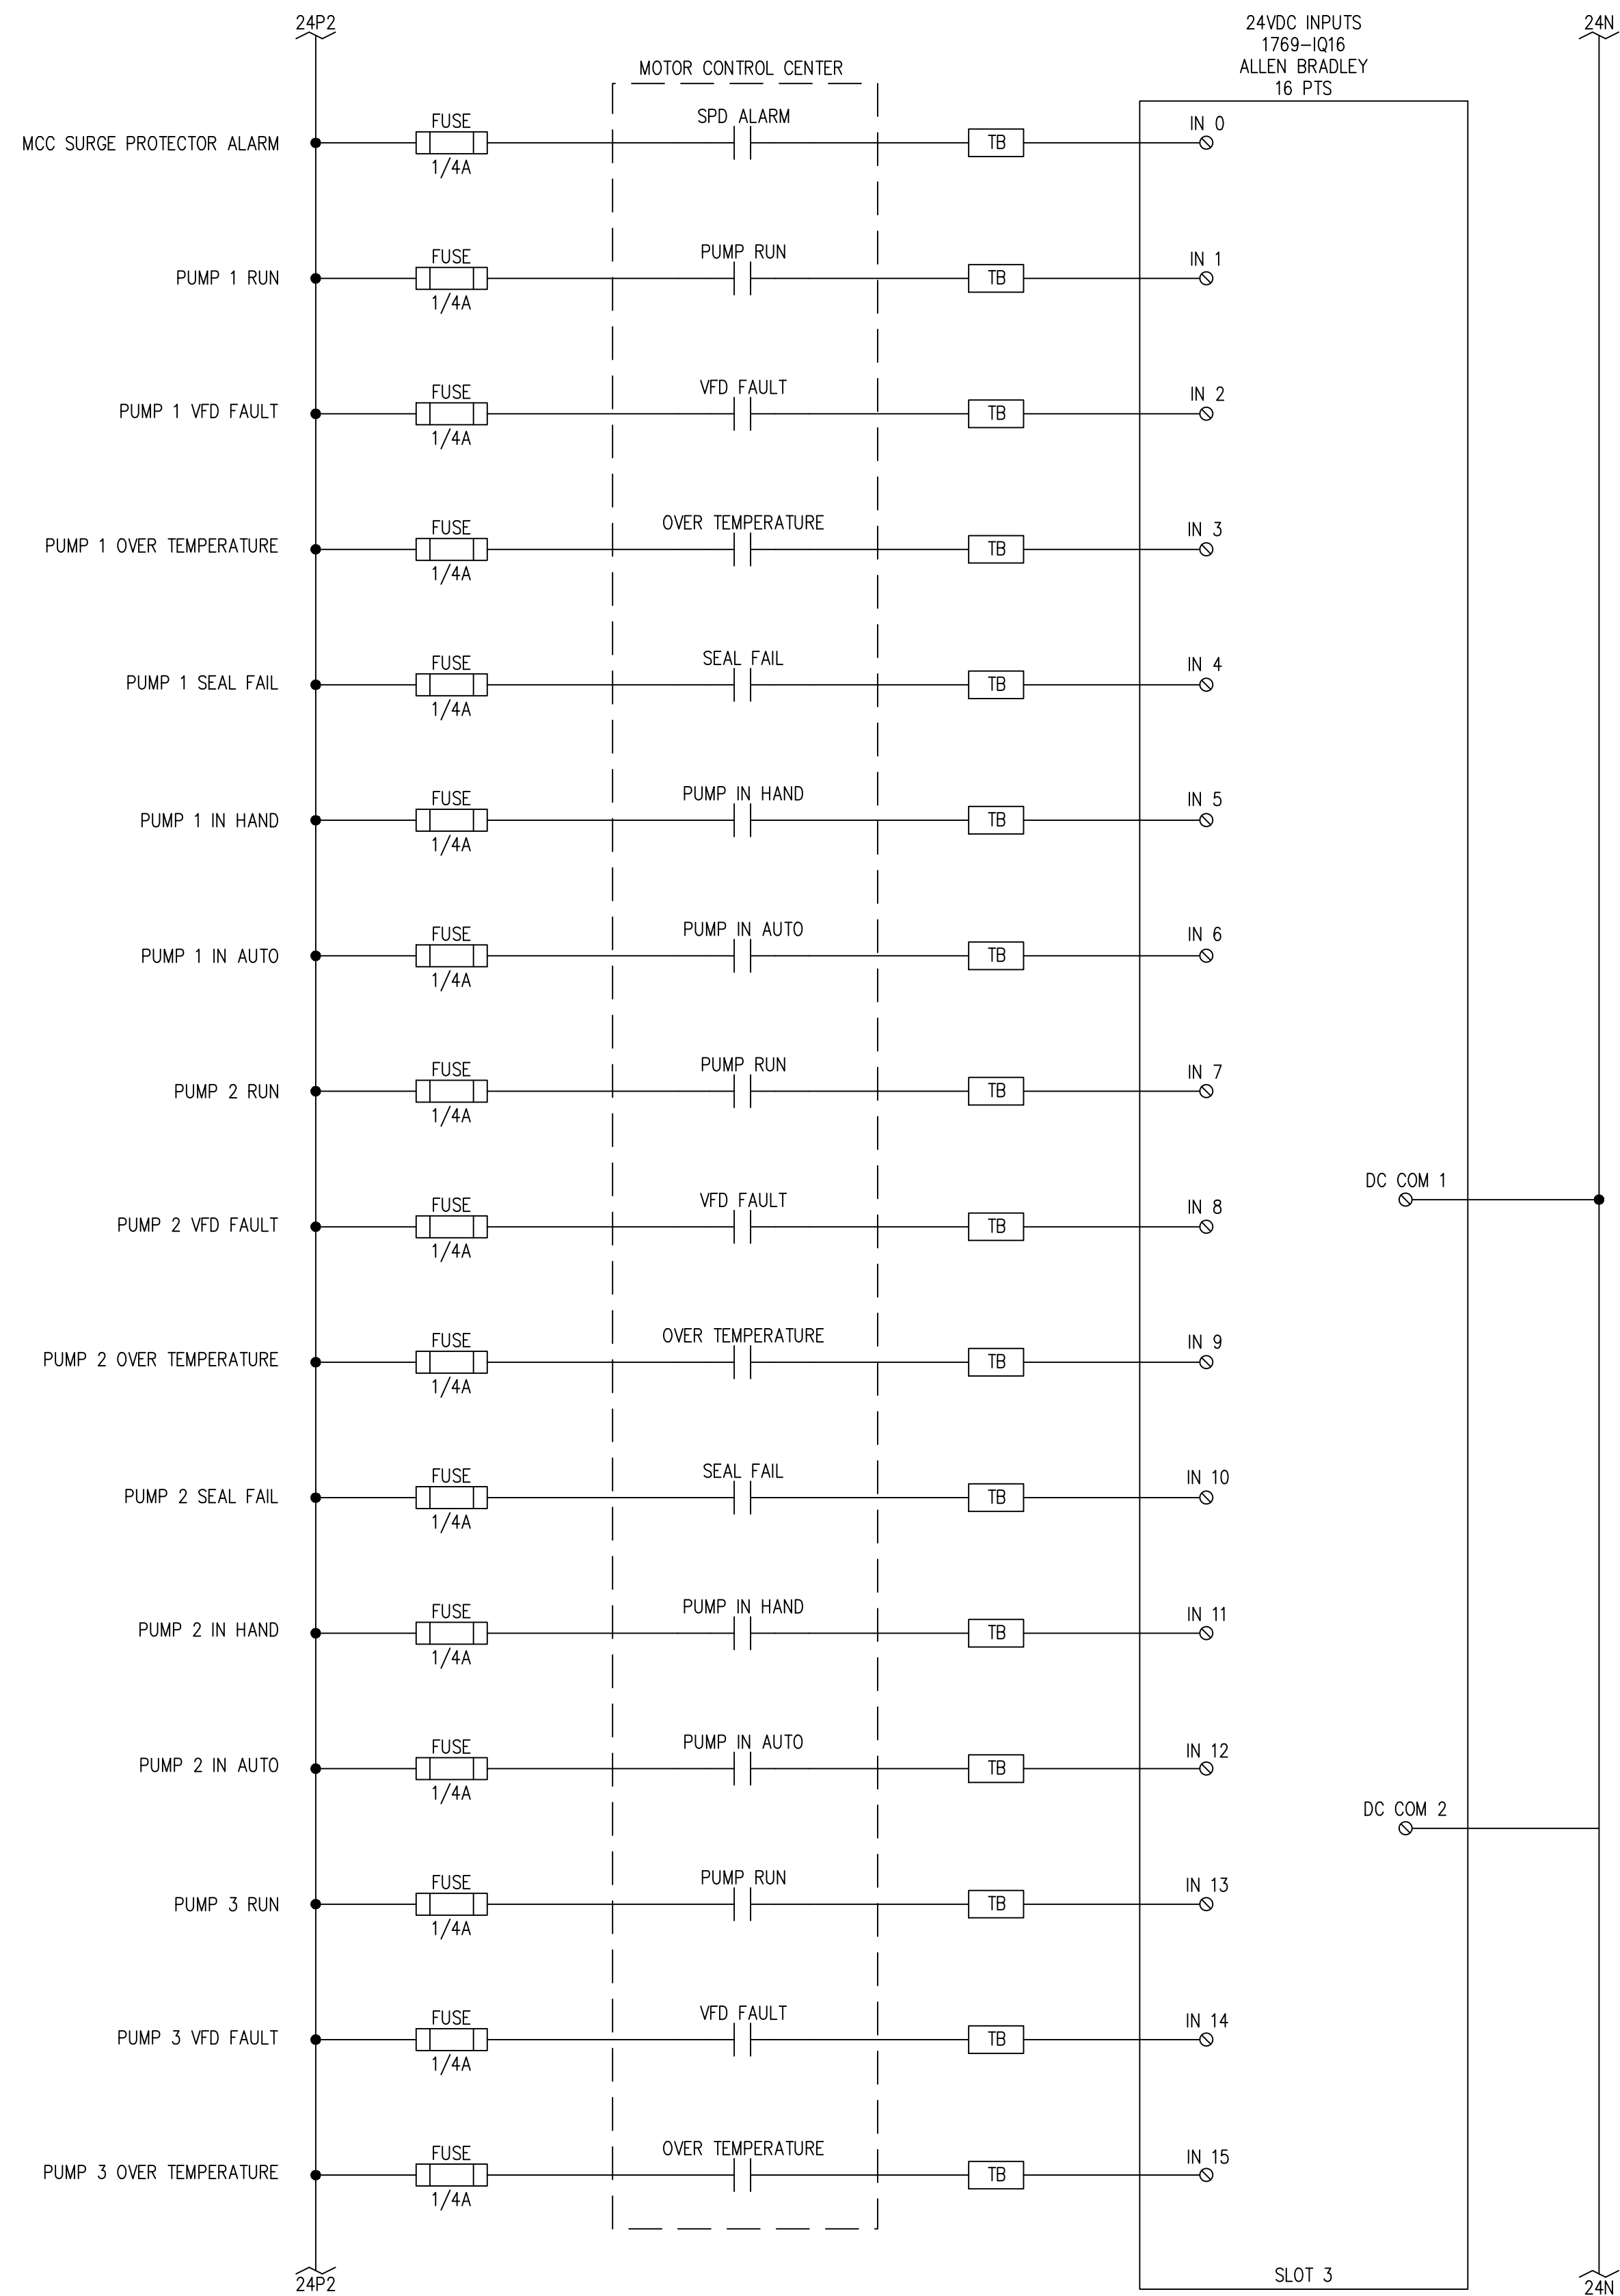 24P2
24VDC INPUTS
24N
1769-IQ16
ALLEN BRADLEY
16 PTS
MOTOR CONTROL CENTER
MCC SURGE PROTECTOR ALARM
FUSE
1/4A
SPD ALARM
TB
IN 0
PUMP 1 RUN
FUSE
1/4A
PUMP RUN
TB
IN 1
PUMP 1 VFD FAULT
FUSE
1/4A
VFD FAULT
TB
IN 2
PUMP 1 OVER TEMPERATURE
FUSE
1/4A
OVER TEMPERATURE
TB
IN 3
PUMP 1 SEAL FAIL
FUSE
1/4A
SEAL FAIL
TB
IN 4
PUMP 1 IN HAND
FUSE
1/4A
PUMP IN HAND
TB
IN 5
PUMP 1 IN AUTO
FUSE
1/4A
PUMP IN AUTO
TB
IN 6
PUMP 2 RUN
FUSE
1/4A
PUMP RUN
TB
IN 7
DC COM 1
PUMP 2 VFD FAULT
FUSE
1/4A
VFD FAULT
TB
IN 8
PUMP 2 OVER TEMPERATURE
FUSE
1/4A
OVER TEMPERATURE
TB
IN 9
PUMP 2 SEAL FAIL
FUSE
1/4A
SEAL FAIL
TB
IN 10
PUMP 2 IN HAND
FUSE
1/4A
PUMP IN HAND
TB
IN 11
PUMP 2 IN AUTO
FUSE
1/4A
PUMP IN AUTO
TB
IN 12
DC COM 2
PUMP 3 RUN
FUSE
1/4A
PUMP RUN
TB
IN 13
PUMP 3 VFD FAULT
FUSE
1/4A
VFD FAULT
TB
IN 14
PUMP 3 OVER TEMPERATURE
FUSE
1/4A
OVER TEMPERATURE
TB
IN 15
SLOT 3
24P2
24N